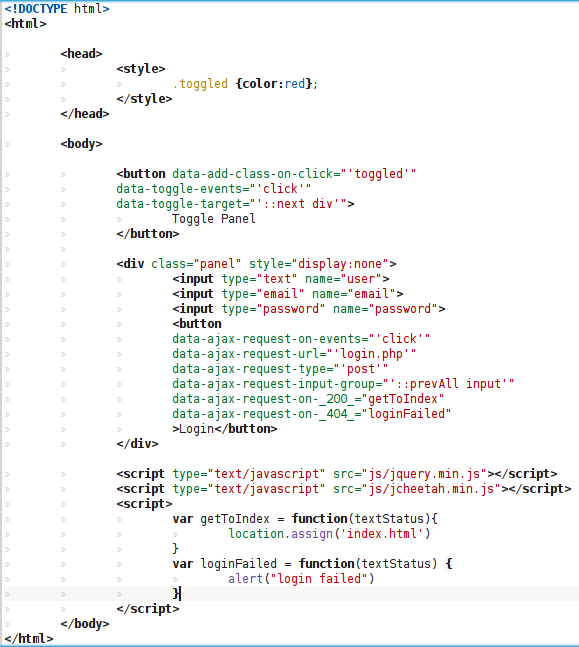 <!DOCTYPE html>
<html>
<head>
<style>
.toggled {color:red};
</style>
</head>
<body>
<button data-add-class-on-click="'toggled'"
data-toggle-events="'click'"
data-toggle-target="'::next div'">
Toggle Panel
</button>
<div class="panel" style="display:none">
<input type="text" name="user">
<input type="email" name="email">
<input type="password" name="password">
<button
data-ajax-request-on-events="'click'"
data-ajax-request-url="'login.php'"
data-ajax-request-type="'post'"
data-ajax-request-input-group="'::prevAll input'"
data-ajax-request-on-_200_="getToIndex"
data-ajax-request-on-_404_="loginFailed"
>Login</button>
</div>
<script type="text/javascript" src="js/jquery.min.js"></script>
<script type="text/javascript" src="js/jcheetah.min.js"></script>
<script>
var getToIndex = function(textStatus){
location.assign('index.html')
}
var loginFailed = function(textStatus) {
alert("login failed")
}
</script>
</body>
</html>